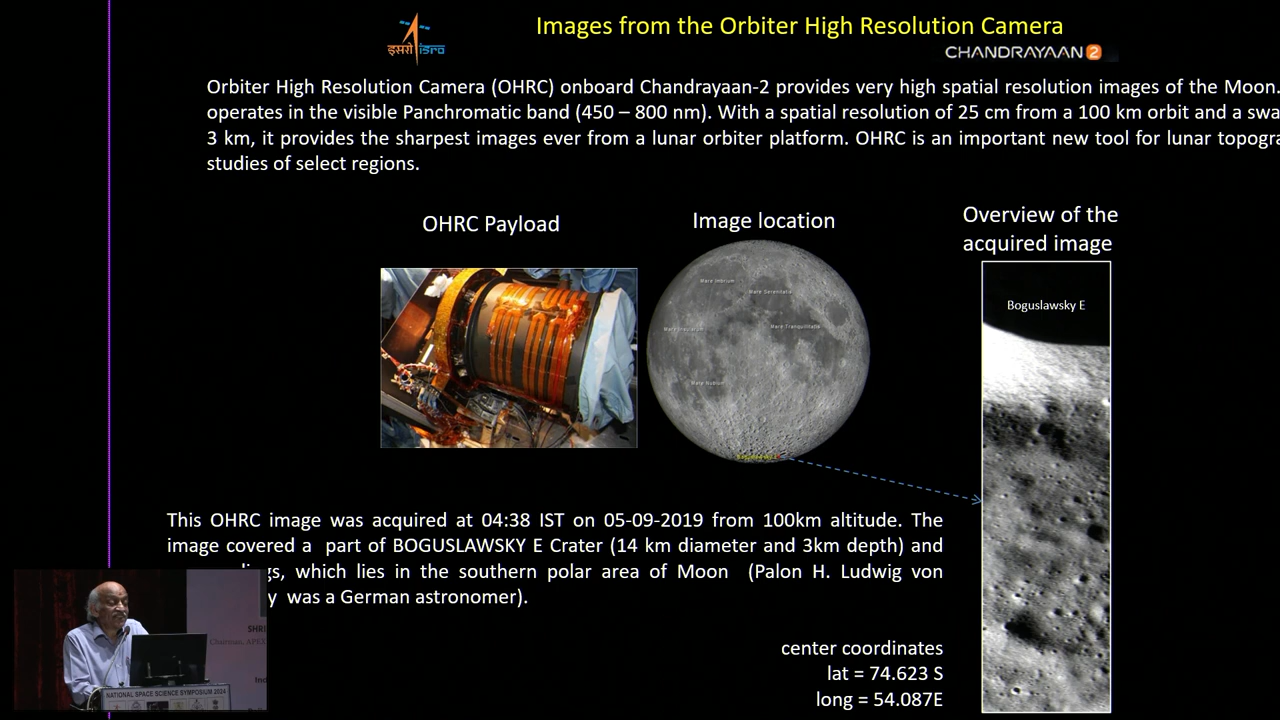 Images from the Orbiter High Resolution Camera
इसरो isro
CHANDRAYAAN 2
Orbiter High Resolution Camera (OHRC) onboard Chandrayaan-2 provides very high spatial resolution images of the Moon.
operates in the visible Panchromatic band (450 – 800 nm). With a spatial resolution of 25 cm from a 100 km orbit and a
3 km, it provides the sharpest images ever from a lunar orbiter platform. OHRC is an important new tool for lunar
studies of select regions.
OHRC Payload
Image location
Overview of the
acquired image
Mare Imbrium
Mare Serenitatis
Mare Insularum
Mare Tranquillitatis
Mare Nubium
Boguslawsky E
This OHRC image was acquired at 04:38 IST on 05-09-2019 from 100km altitude. The
image covered a part of BOGUSLAWSKY E Crater (14 km diameter and 3km depth) and
which lies in the southern polar area of Moon (Palon H. Ludwig von
was a German astronomer).
center coordinates
lat = 74.623 S
long = 54.087E
SHRI
Chairman, APEX
NATIONAL SPACE SCIENCE SYMPOSIUM 2024